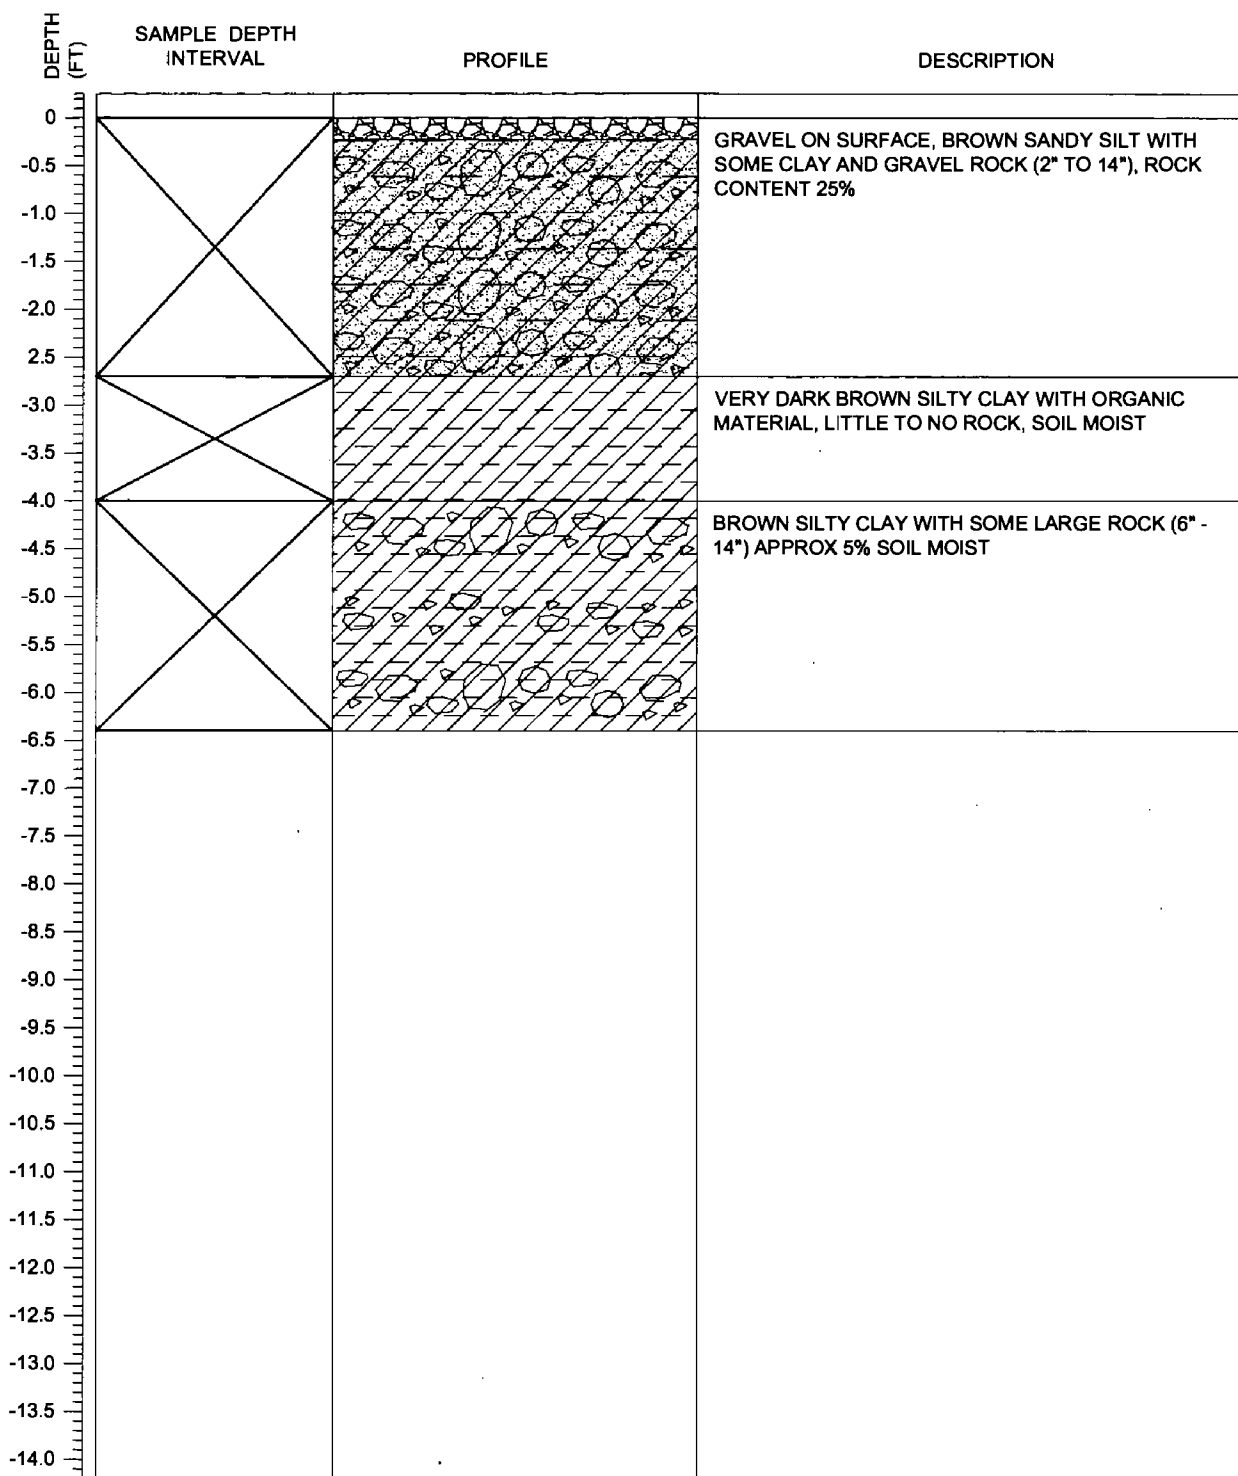 DEPTH
(FT)
SAMPLE DEPTH
INTERVAL
PROFILE
DESCRIPTION
0
-0.5
-1.0
-1.5
-2.0
2.5
-3.0
-3.5
-4.0
-4.5
-5.0
-5.5
-6.0
-6.5
-7.0
-7.5
-8.0
-8.5
-9.0
-9.5
-10.0
-10.5
-11.0
-11.5
-12.0
-12.5
-13.0
-13.5
-14.0
GRAVEL ON SURFACE, BROWN SANDY SILT WITH
SOME CLAY AND GRAVEL ROCK (2" TO 14"), ROCK
CONTENT 25%
VERY DARK BROWN SILTY CLAY WITH ORGANIC
MATERIAL, LITTLE TO NO ROCK, SOIL MOIST
BROWN SILTY CLAY WITH SOME LARGE ROCK (6" -
14") APPROX 5% SOIL MOIST